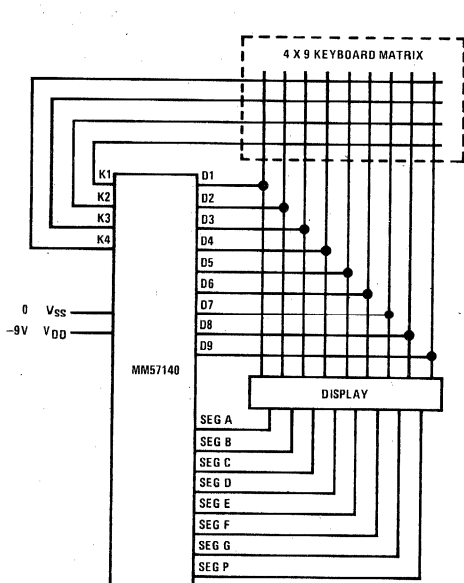 4 X 9 KEYBOARD MATRIX
K1
K2
K3
K4
D1
D2
D3
D4
D5
D6
D7
D8
D9
0 VSS
-9V VDD
MM57140
DISPLAY
SEG A
SEG B
SEG C
SEG D
SEG E
SEG F
SEG G
SEG P